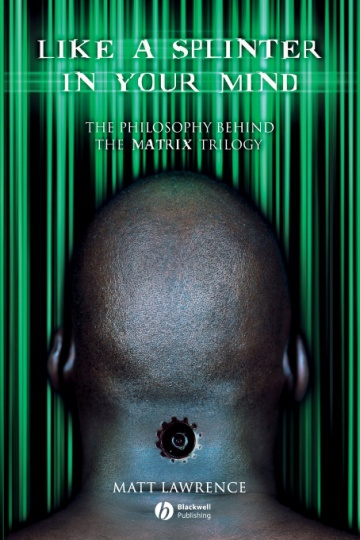 LIKE A SPLINTER
IN YOUR MIND
THE PHILOSOPHY BEHIND
THE MATRIX TRILOGY
MATT LAWRENCE
b
Blackwell
Publishing